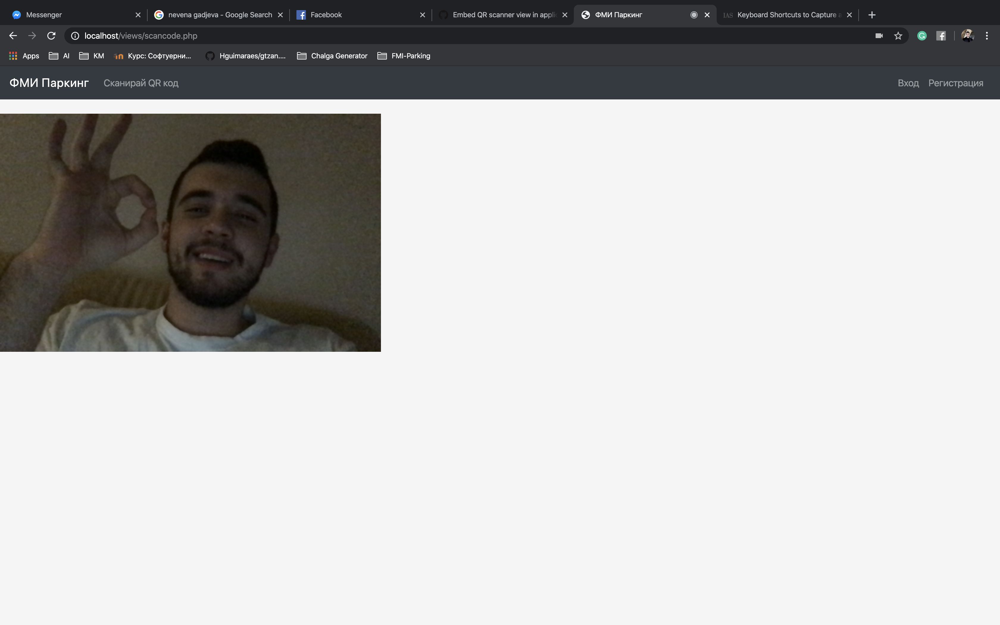 Messenger
nevena gadjeva - Google Search
Facebook
Embed QR scanner view in applic
ФМИ Паркинг
IAS
Keyboard Shortcuts to Capture a
localhost/views/scancode.php
Apps
AI
KM
Курс: Софтуерни...
Hguimaraes/gtzan....
Chalga Generator
FMI-Parking
ФМИ Паркинг
Сканирай QR код
Вход
Регистрация